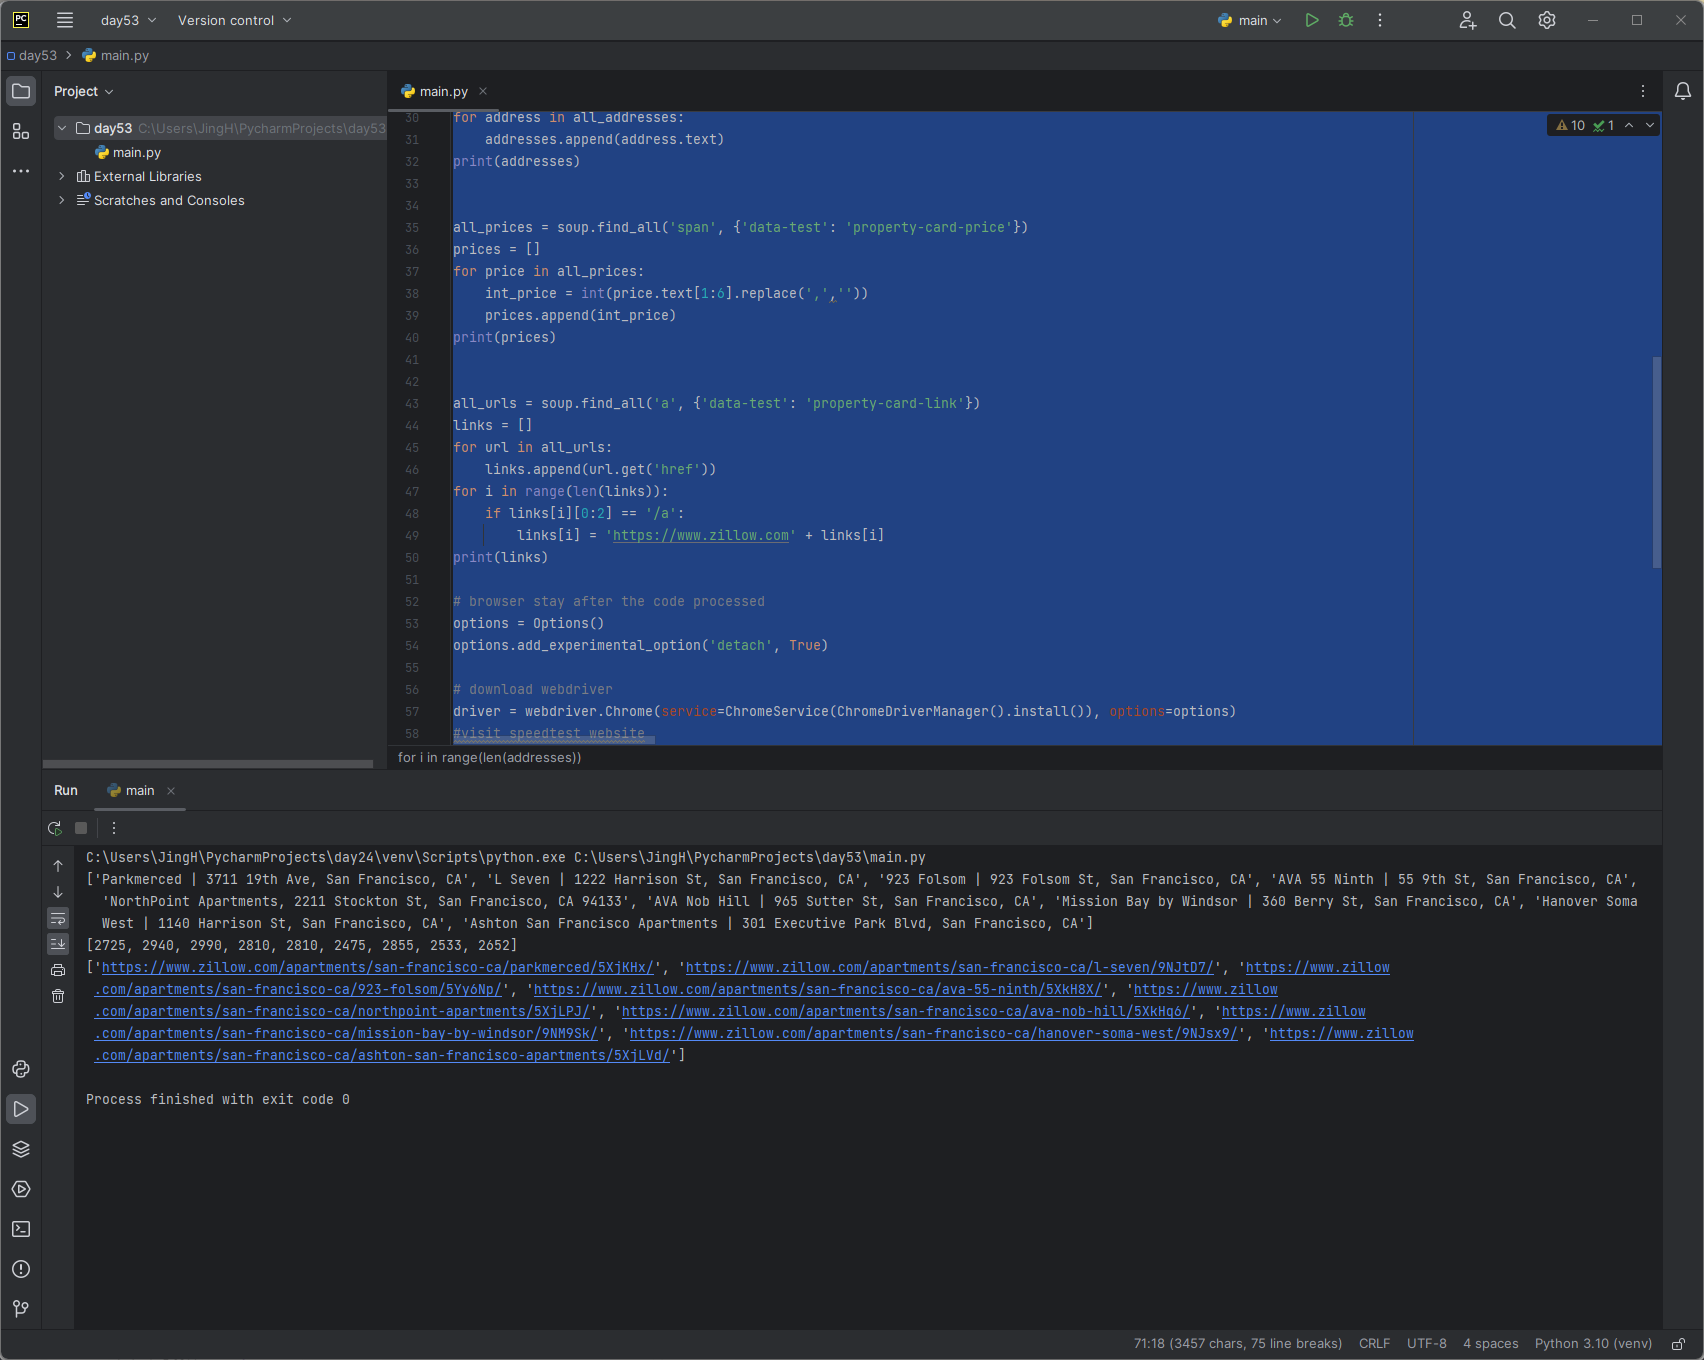 PC
day53
Version control
main
day53
main.py
Project
main.py
day53 C:\Users\JingH\PycharmProjects\day53
main.py
External Libraries
Scratches and Consoles
10
1
30 for address in all_addresses:
31 addresses.append(address.text)
32 print(addresses)
33
34
35 all_prices = soup.find_all('span', {'data-test': 'property-card-price'})
36 prices = []
37 for price in all_prices:
38 int_price = int(price.text[1:6].replace(',',''))
39 prices.append(int_price)
40 print(prices)
41
42
43 all_urls = soup.find_all('a', {'data-test': 'property-card-link'})
44 links = []
45 for url in all_urls:
46 links.append(url.get('href'))
47 for i in range(len(links)):
48 if links[i][0:2] == '/a':
49 links[i] = 'https://www.zillow.com' + links[i]
50 print(links)
51
52 # browser stay after the code processed
53 options = Options()
54 options.add_experimental_option('detach', True)
55
56 # download webdriver
57 driver = webdriver.Chrome(service=ChromeService(ChromeDriverManager().install()), options=options)
58 #visit speedtest website
for i in range(len(addresses))
Run
main
C:\Users\JingH\PycharmProjects\day24\venv\Scripts\python.exe C:\Users\JingH\PycharmProjects\day53\main.py
['Parkmerced | 3711 19th Ave, San Francisco, CA', 'L Seven | 1222 Harrison St, San Francisco, CA', '923 Folsom | 923 Folsom St, San Francisco, CA', 'AVA 55 Ninth | 55 9th St, San Francisco, CA',
'NorthPoint Apartments, 2211 Stockton St, San Francisco, CA 94133', 'AVA Nob Hill | 965 Sutter St, San Francisco, CA', 'Mission Bay by Windsor | 360 Berry St, San Francisco, CA', 'Hanover Soma
West | 1140 Harrison St, San Francisco, CA', 'Ashton San Francisco Apartments | 301 Executive Park Blvd, San Francisco, CA']
[2725, 2940, 2990, 2810, 2810, 2475, 2855, 2533, 2652]
['https://www.zillow.com/apartments/san-francisco-ca/parkmerced/5XjKHx/', 'https://www.zillow.com/apartments/san-francisco-ca/l-seven/9NJtD7/', 'https://www.zillow
.com/apartments/san-francisco-ca/923-folsom/5Yy6Np/', 'https://www.zillow.com/apartments/san-francisco-ca/ava-55-ninth/5XkH8X/', 'https://www.zillow
.com/apartments/san-francisco-ca/northpoint-apartments/5XjLPJ/', 'https://www.zillow.com/apartments/san-francisco-ca/ava-nob-hill/5XkHq6/', 'https://www.zillow
.com/apartments/san-francisco-ca/mission-bay-by-windsor/9NM9Sk/', 'https://www.zillow.com/apartments/san-francisco-ca/hanover-soma-west/9NJsx9/', 'https://www.zillow
.com/apartments/san-francisco-ca/ashton-san-francisco-apartments/5XjLVd/']
Process finished with exit code 0
71:18 (3457 chars, 75 line breaks)
CRLF
UTF-8
4 spaces
Python 3.10 (venv)